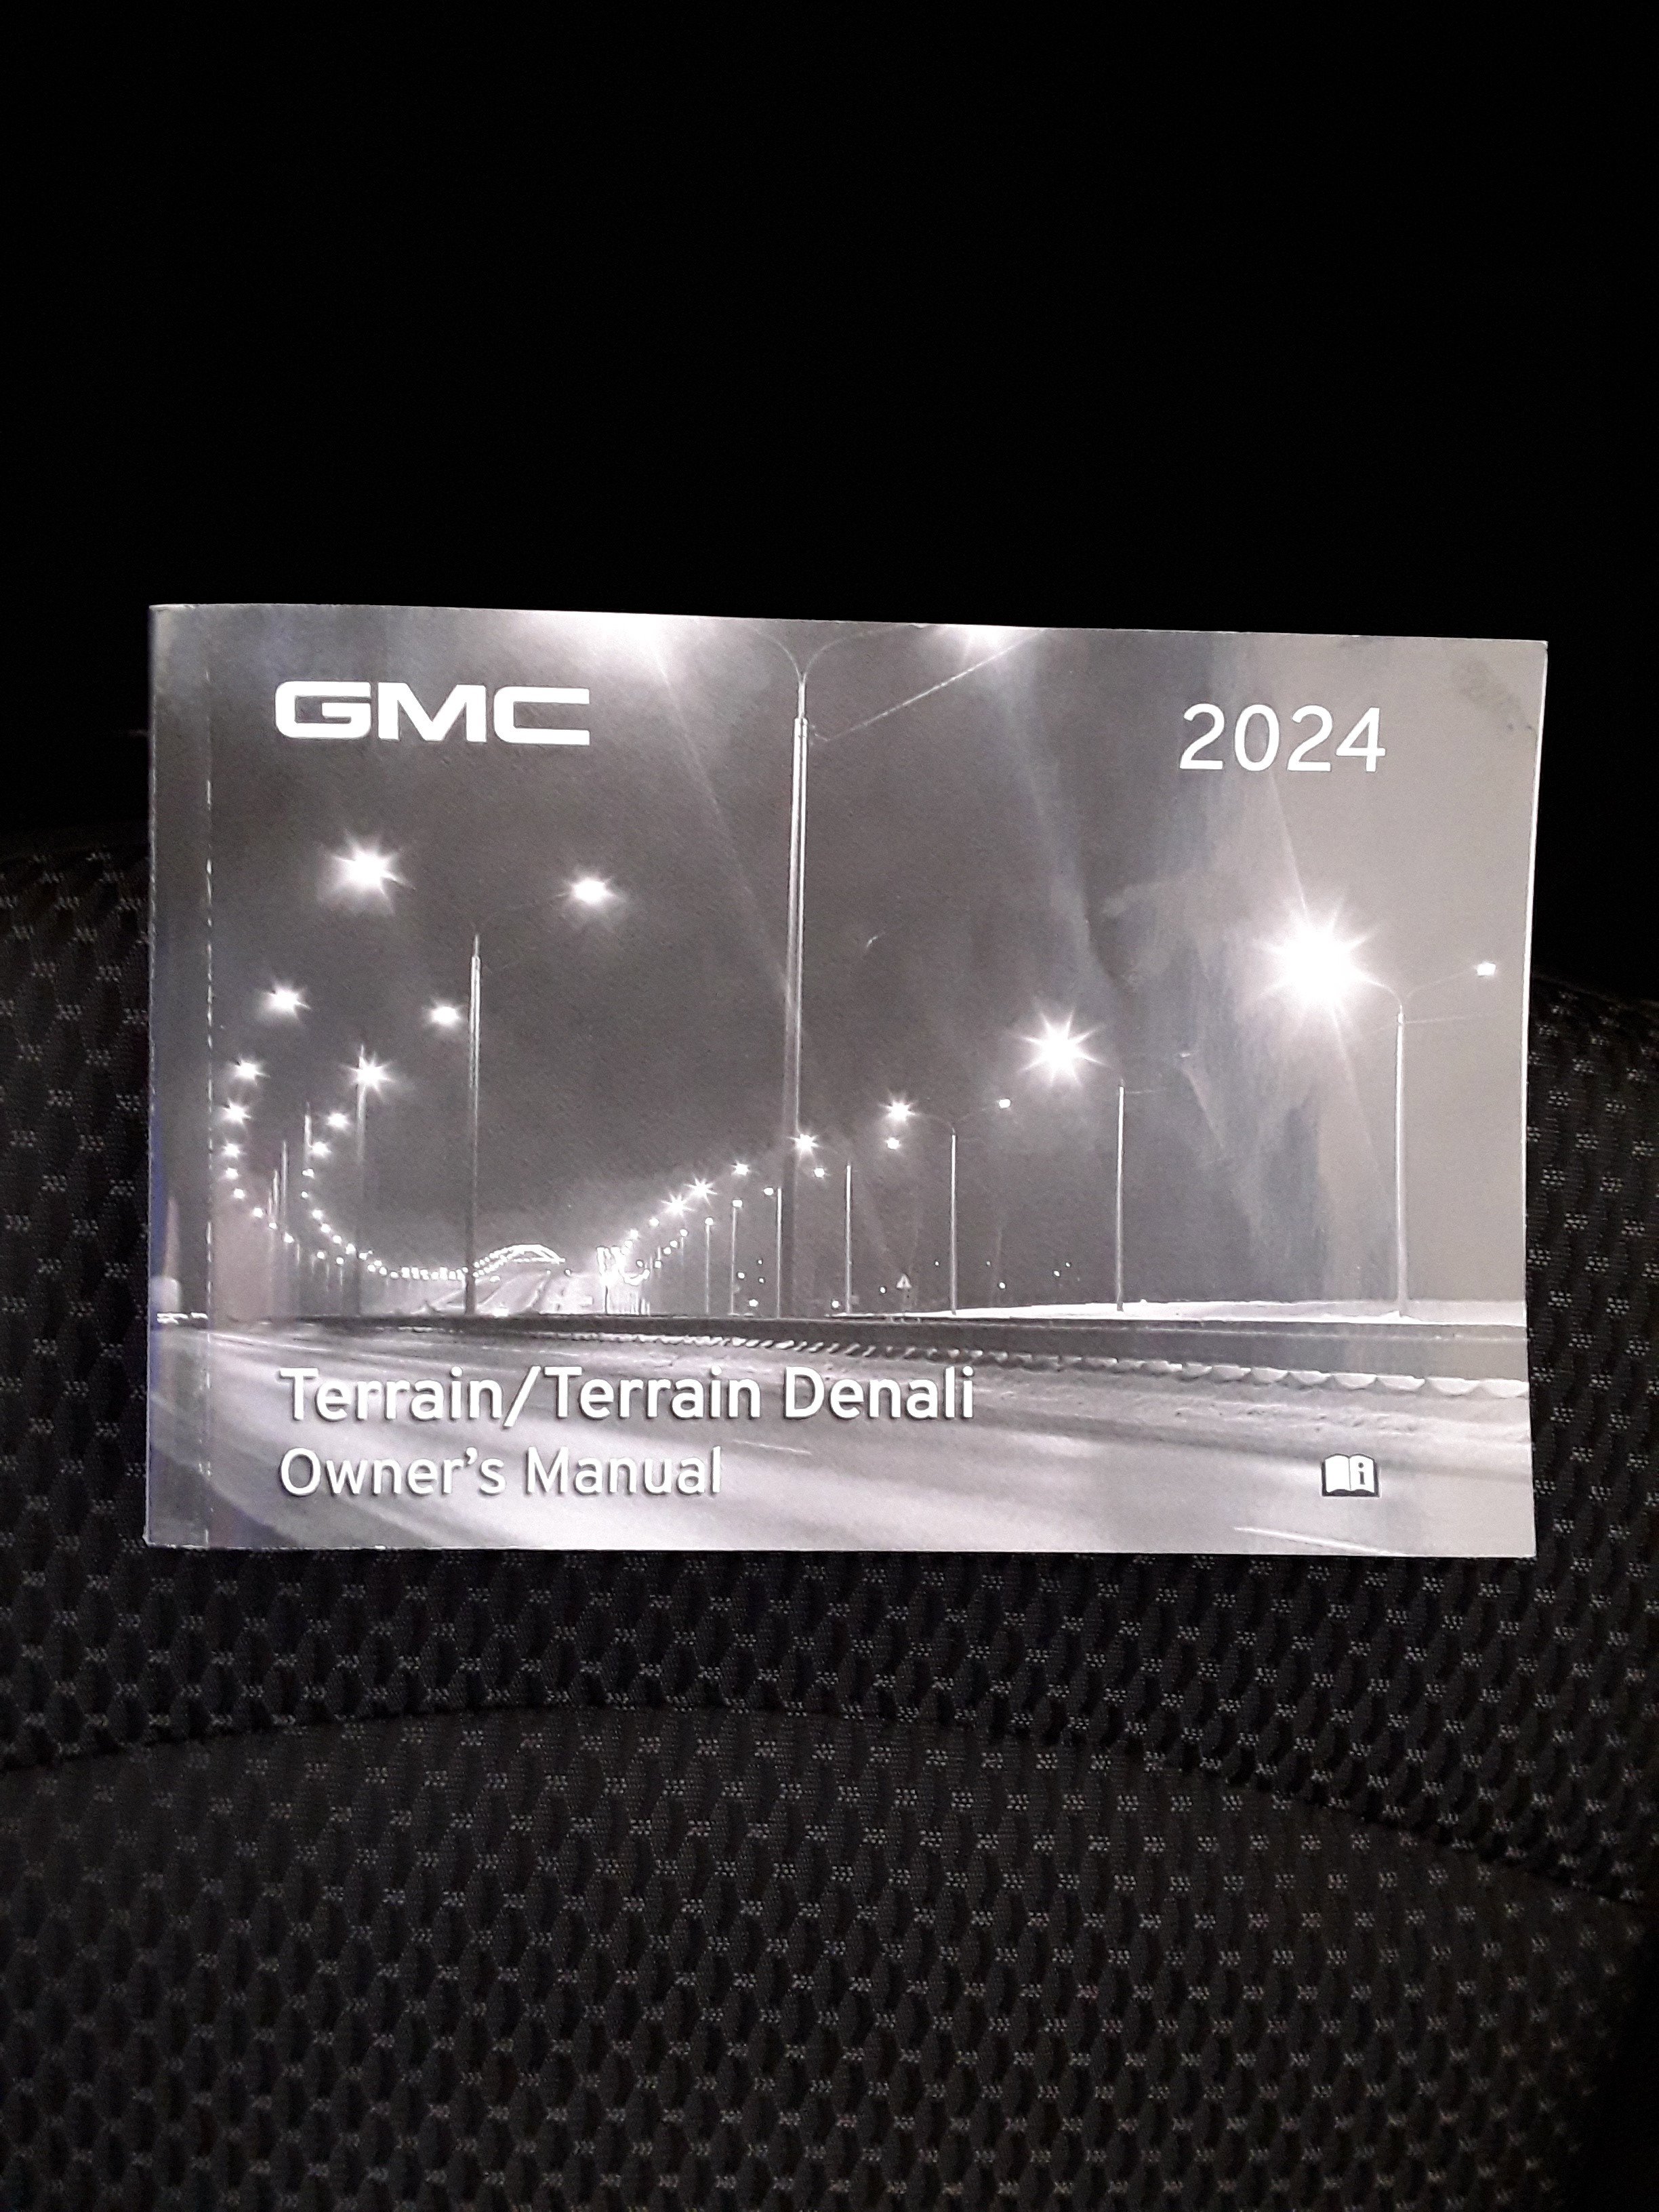 GMC
2024
Terrain/Terrain Denali
Owner's Manual
i